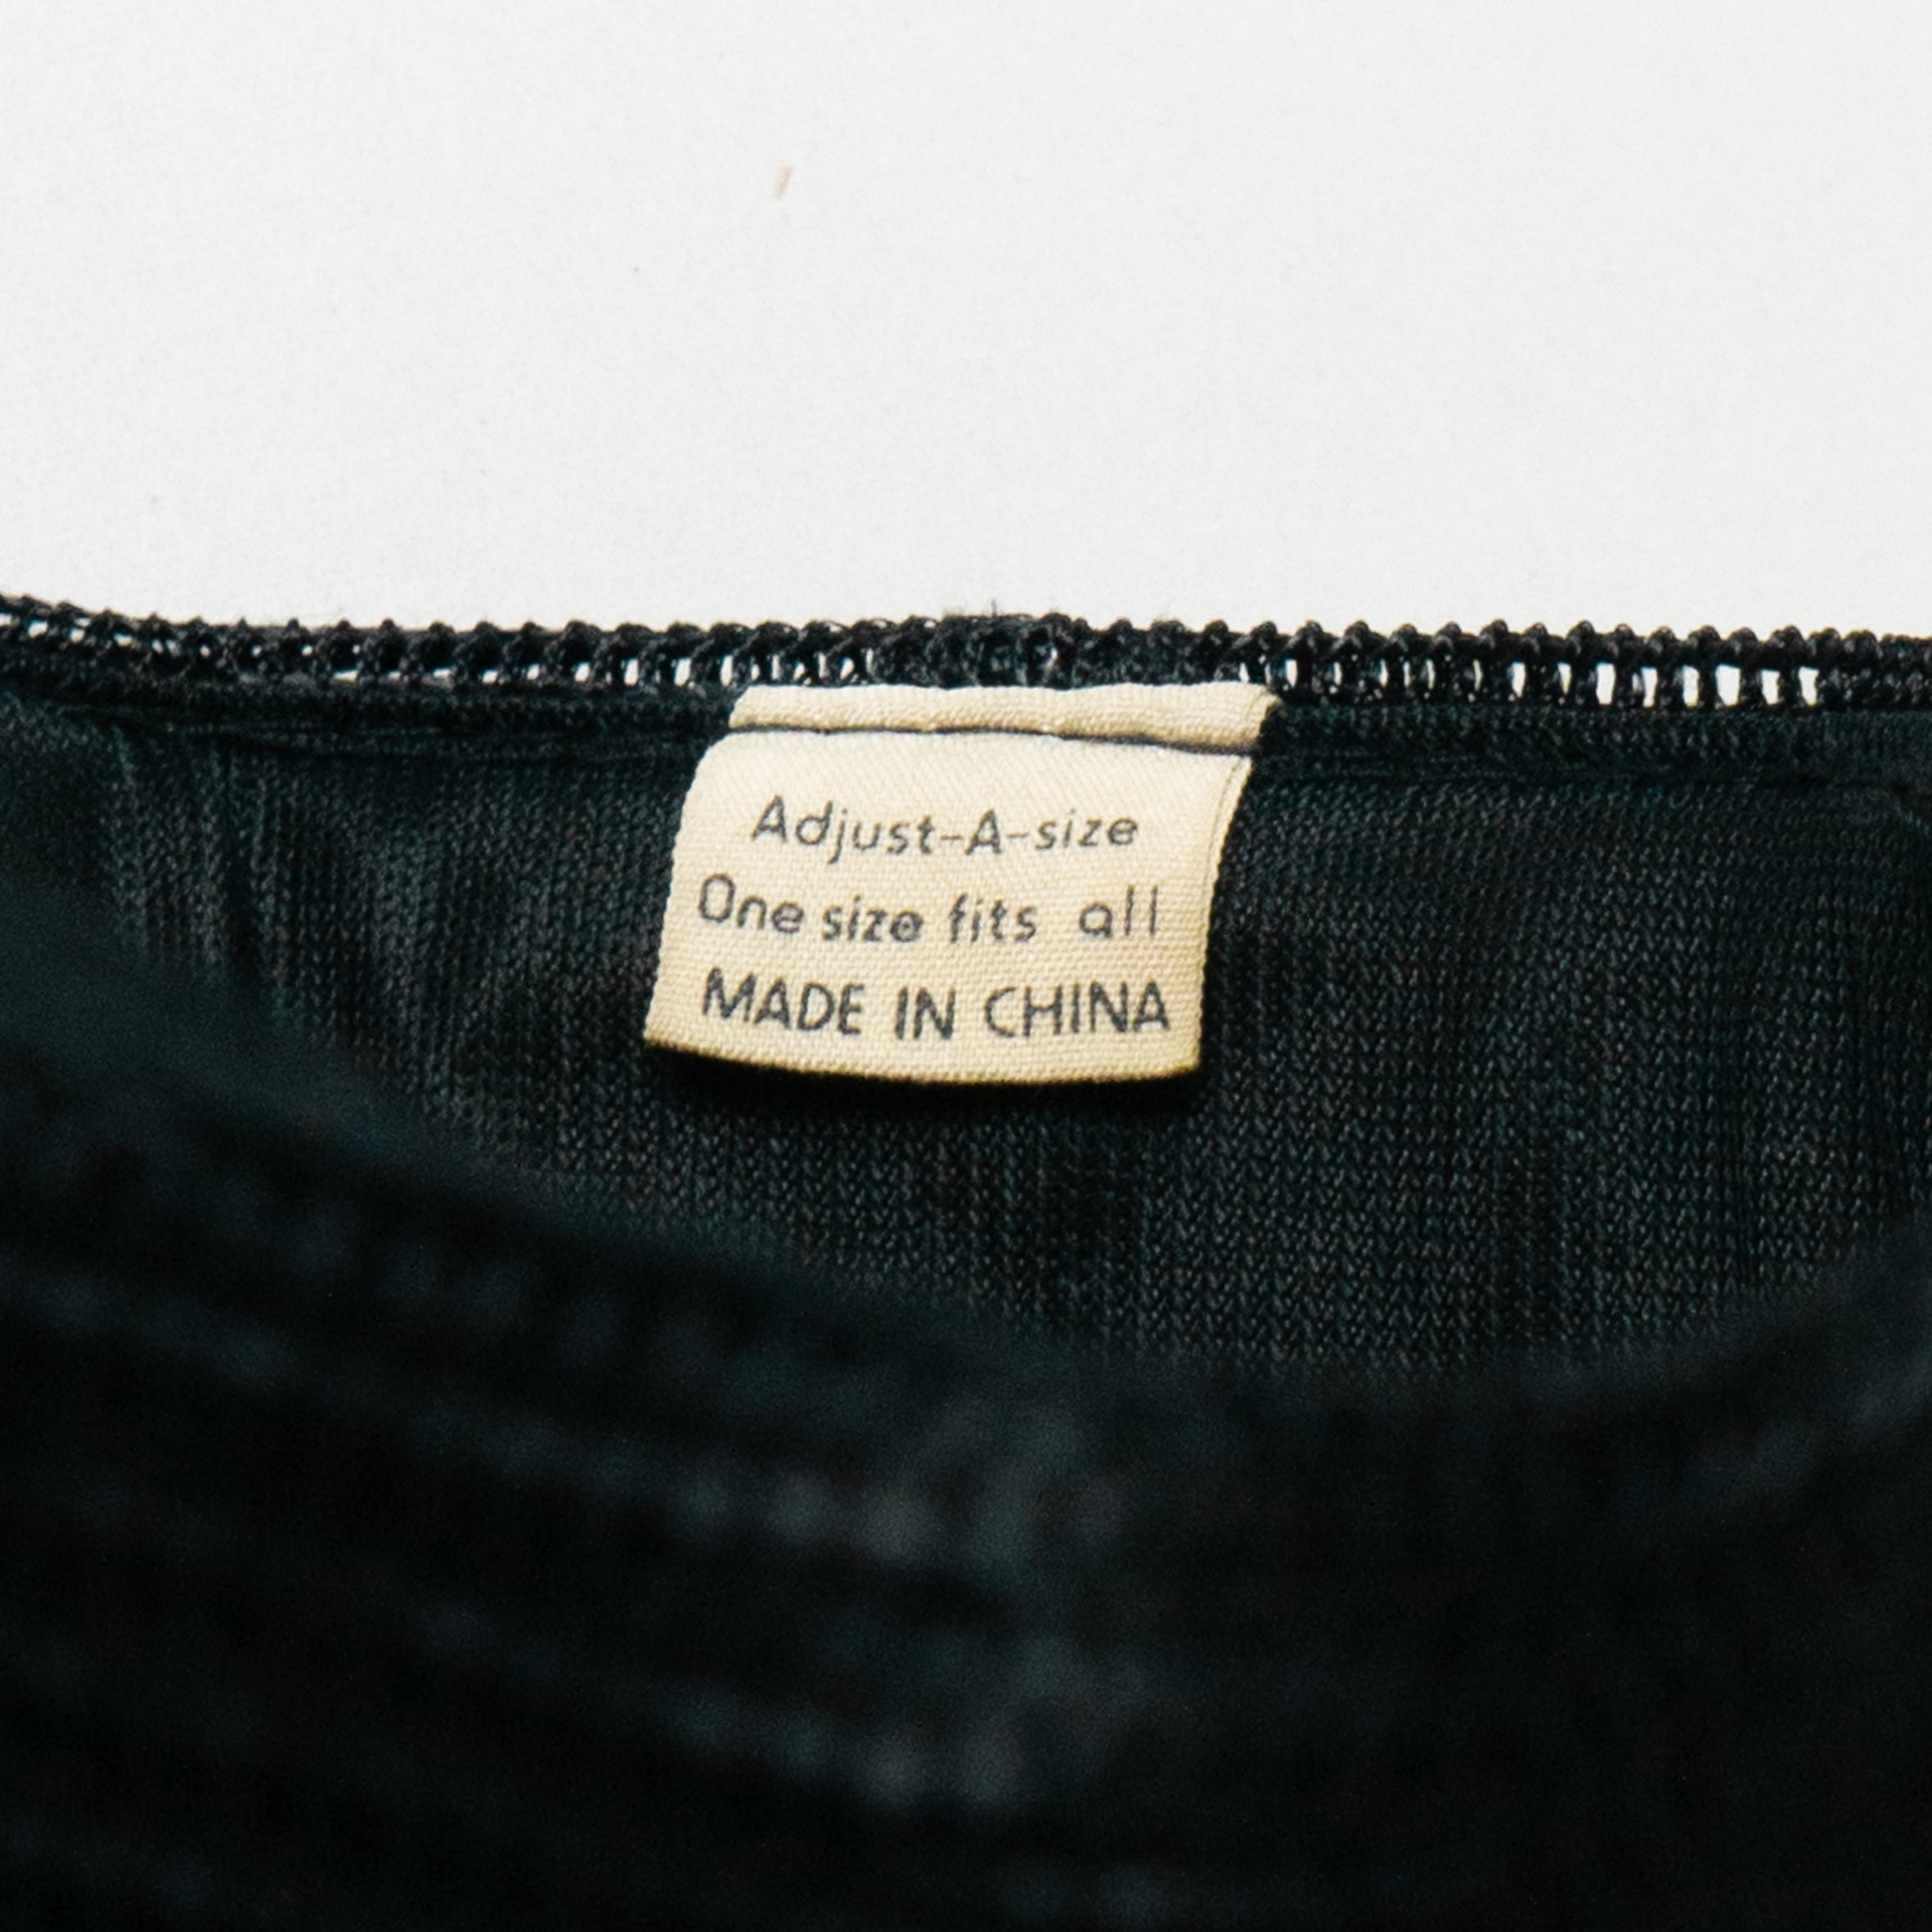 Adjust-A-size
One size fits all
MADE IN CHINA